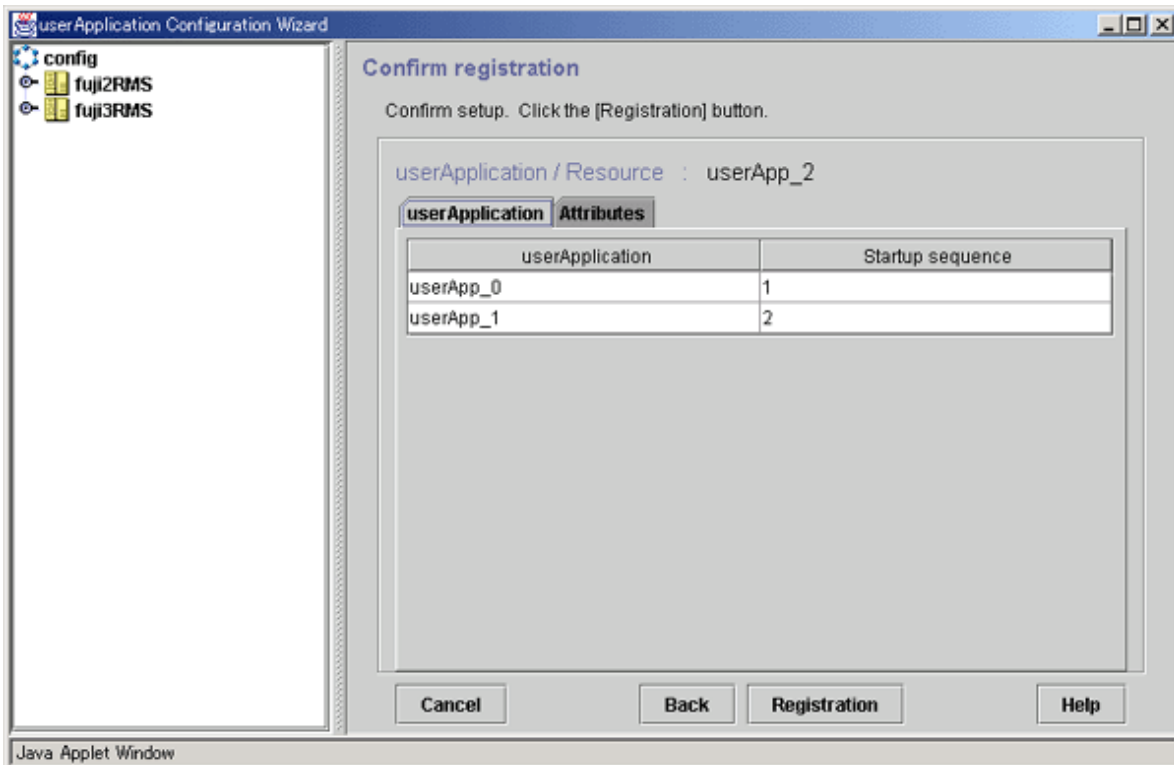 userApplication Configuration Wizard
config
fuji2RMS
fuji3RMS
Confirm registration
Confirm setup. Click the [Registration] button.
userApplication / Resource : userApp_2
userApplication Attributes
userApplication Startup sequence
userApp_0 1
userApp_1 2
Cancel Back Registration Help
Java Applet Window